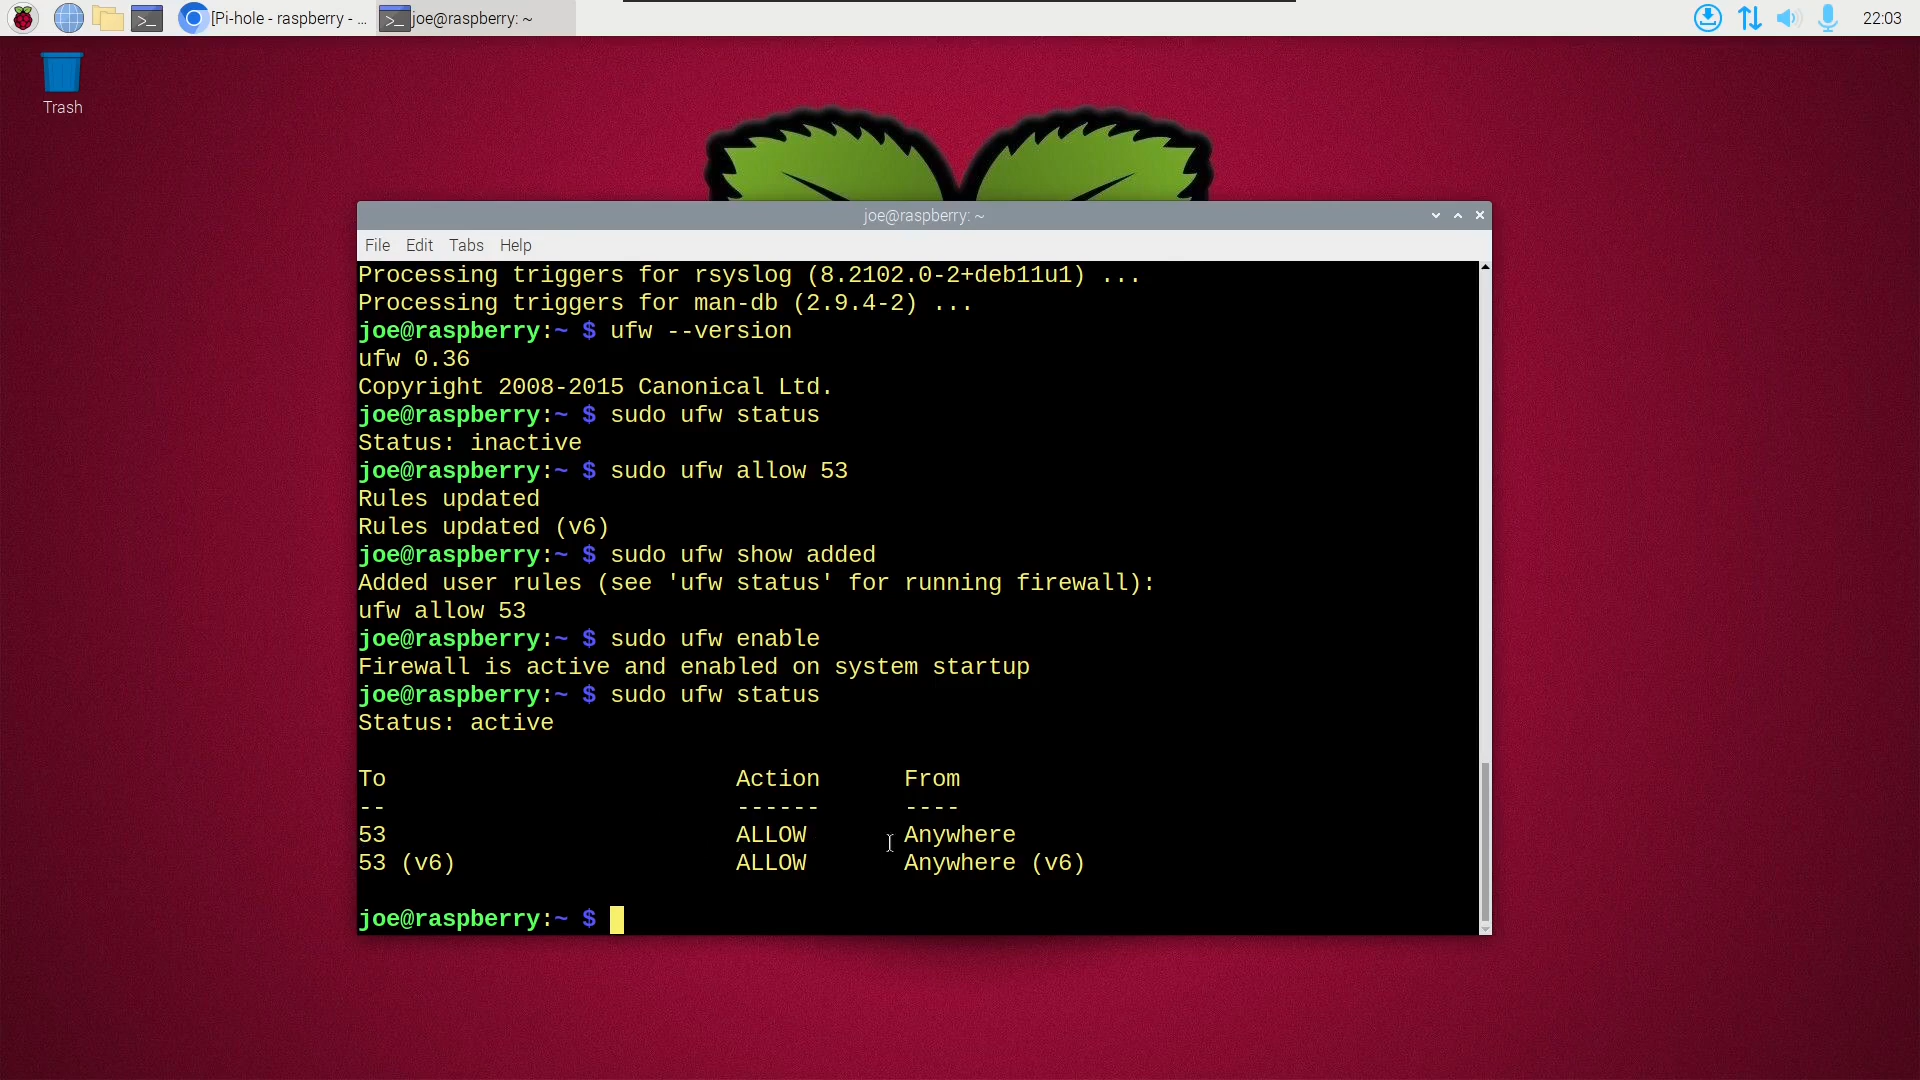 [Pi-hole - raspberry - ... joe@raspberry: ~ 22:03
Trash
joe@raspberry: ~
File Edit Tabs Help
Processing triggers for rsyslog (8.2102.0-2+deb11u1) ...
Processing triggers for man-db (2.9.4-2) ...
joe@raspberry:~ $ ufw --version
ufw 0.36
Copyright 2008-2015 Canonical Ltd.
joe@raspberry:~ $ sudo ufw status
Status: inactive
joe@raspberry:~ $ sudo ufw allow 53
Rules updated
Rules updated (v6)
joe@raspberry:~ $ sudo ufw show added
Added user rules (see 'ufw status' for running firewall):
ufw allow 53
joe@raspberry:~ $ sudo ufw enable
Firewall is active and enabled on system startup
joe@raspberry:~ $ sudo ufw status
Status: active
To Action From
-- ------ ----
53 ALLOW Anywhere
53 (v6) ALLOW Anywhere (v6)
joe@raspberry:~ $